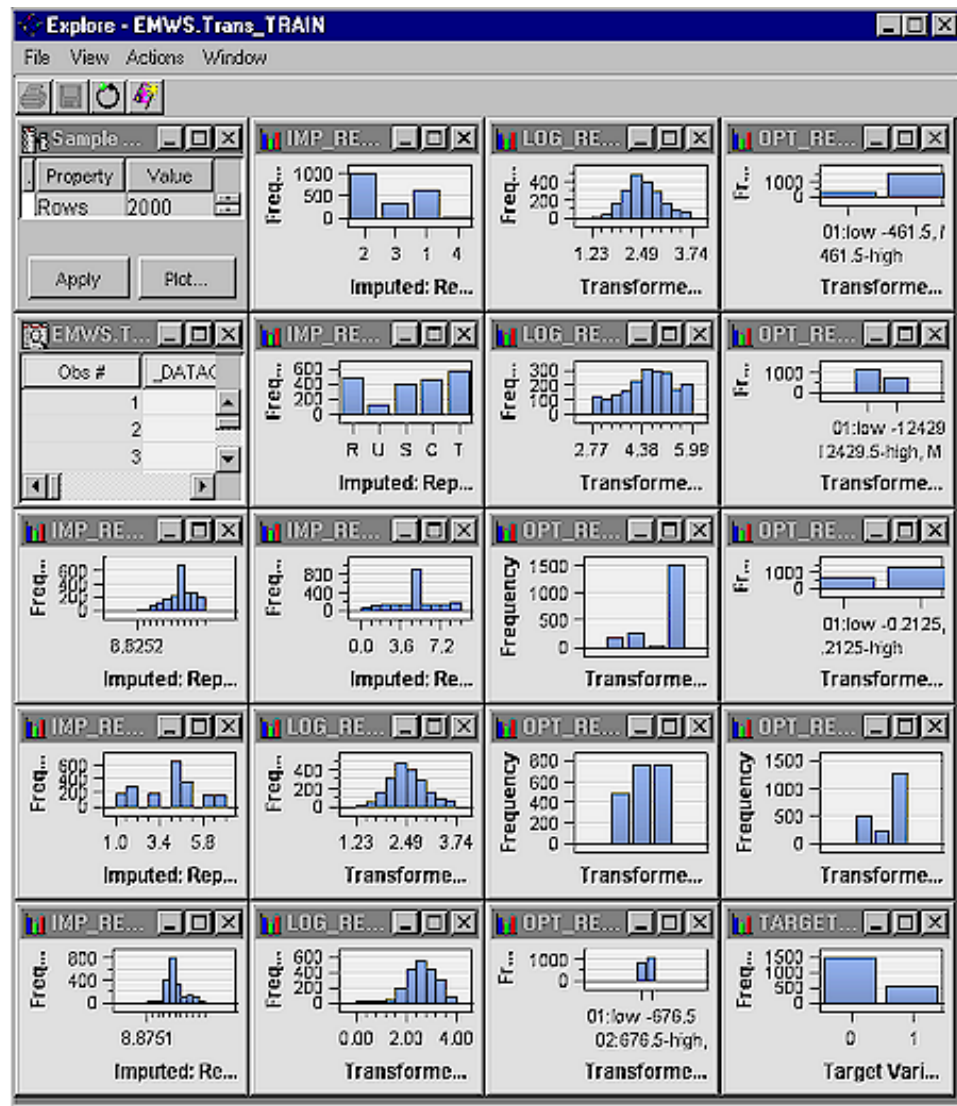 Explore - EMWS.Trans_TRAIN
File View Actions Window
Sample ...
Property Value
Rows 2000
Apply Plot...
IMP_RE...
Freq...
1000
500
0
2 3 1 4
Imputed: Re...
LOG_RE...
Freq...
400
200
0
1.23 2.49 3.74
Transforme...
OPT_RE...
Fr...
1000
0
01:low -461.5,
461.5-high
Transforme...
EMWS.T...
Obs # _DATAO
1
2
3
IMP_RE...
Freq...
600
400
200
0
R U S C T
Imputed: Rep...
LOG_RE...
Freq...
300
200
100
0
2.77 4.38 5.99
Transforme...
OPT_RE...
Fr...
1000
0
01:low -12429
12429.5-high, M
Transforme...
IMP_RE...
Freq...
600
400
200
0
8.8252
Imputed: Rep...
IMP_RE...
Freq...
800
400
0
0.0 3.6 7.2
Imputed: Re...
OPT_RE...
Frequency
1500
1000
500
0
Transforme...
OPT_RE...
Fr...
1000
0
01:low -0.2125,
.2125-high
Transforme...
IMP_RE...
Freq...
600
400
200
0
1.0 3.4 5.8
Imputed: Rep...
LOG_RE...
Freq...
400
200
0
1.23 2.49 3.74
Transforme...
OPT_RE...
Frequency
800
600
400
200
0
Transforme...
OPT_RE...
Frequency
1500
1000
500
0
Transforme...
IMP_RE...
Freq...
800
400
0
8.8751
Imputed: Re...
LOG_RE...
Freq...
600
400
200
0
0.00 2.00 4.00
Transforme...
OPT_RE...
Fr...
1000
0
01:low -676.5
02:676.5-high,
Transforme...
TARGET...
Freq...
1500
1000
500
0
0 1
Target Vari...